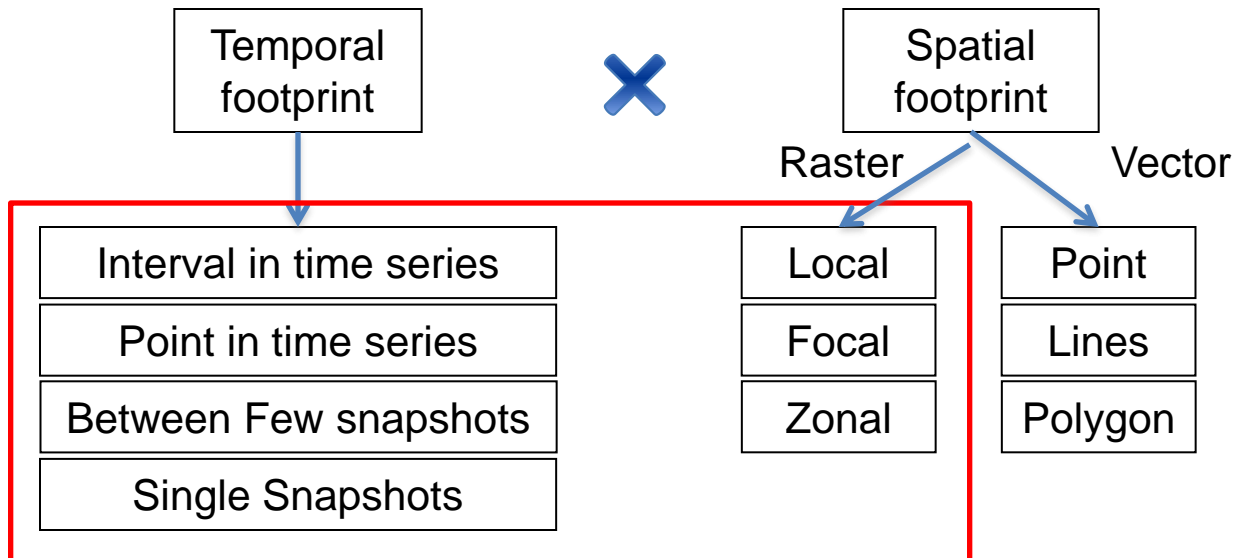 Temporal
footprint
Spatial
footprint
Raster
Vector
Interval in time series
Point in time series
Between Few snapshots
Single Snapshots
Local
Focal
Zonal
Point
Lines
Polygon